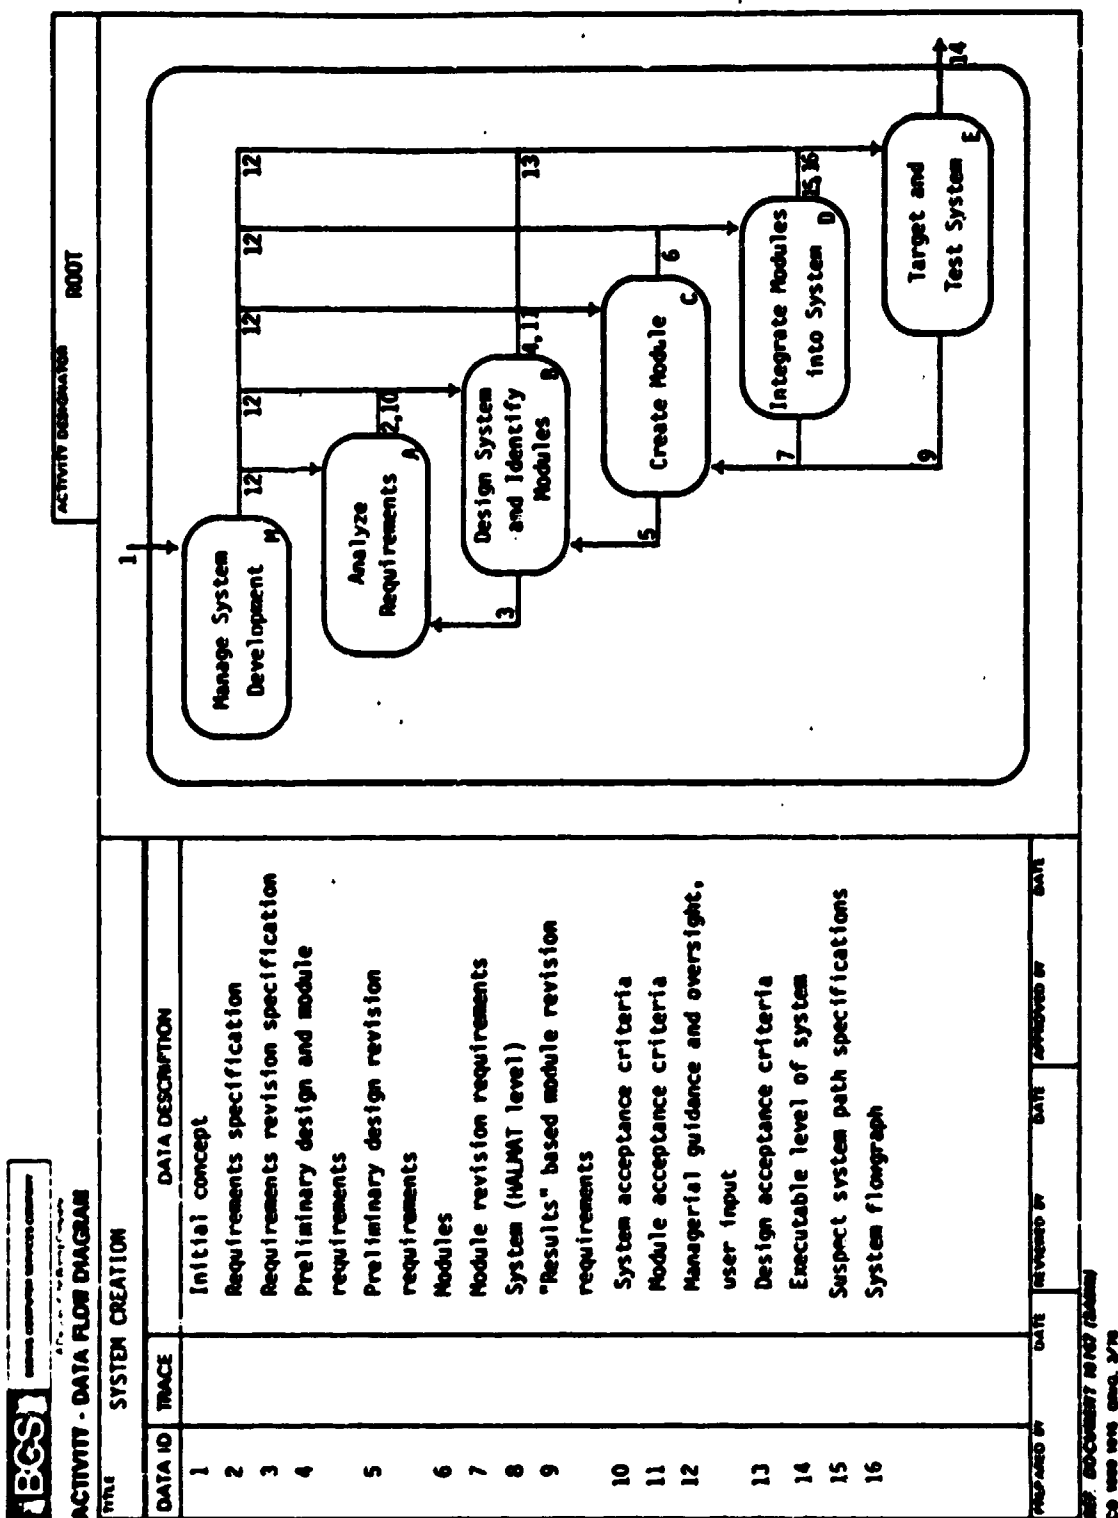 BCS
ACTIVITY - DATA FLOW DIAGRAM
TITLE
SYSTEM CREATION
ACTIVITY DESIGNATOR
ROOT
DATA ID TRACE DATA DESCRIPTION
1 Initial concept
2 Requirements specification
3 Requirements revision specification
4 Preliminary design and module
requirements
5 Preliminary design revision
requirements
6 Modules
7 Module revision requirements
8 System (HALMAT level)
9 "Results" based module revision
requirements
10 System acceptance criteria
11 Module acceptance criteria
12 Managerial guidance and oversight,
user input
13 Design acceptance criteria
14 Executable level of system
15 Suspect system path specifications
16 System flowgraph
1
Manage System
Development
M
12
12
12
12
12
Analyze
Requirements
A
2,10
3
Design System
and Identify
Modules
B
4,11
13
5
Create Module
C
6
7
Integrate Modules
into System
D
15,16
9
Target and
Test System
E
14
PREPARED BY DATE REVIEWED BY DATE APPROVED BY DATE